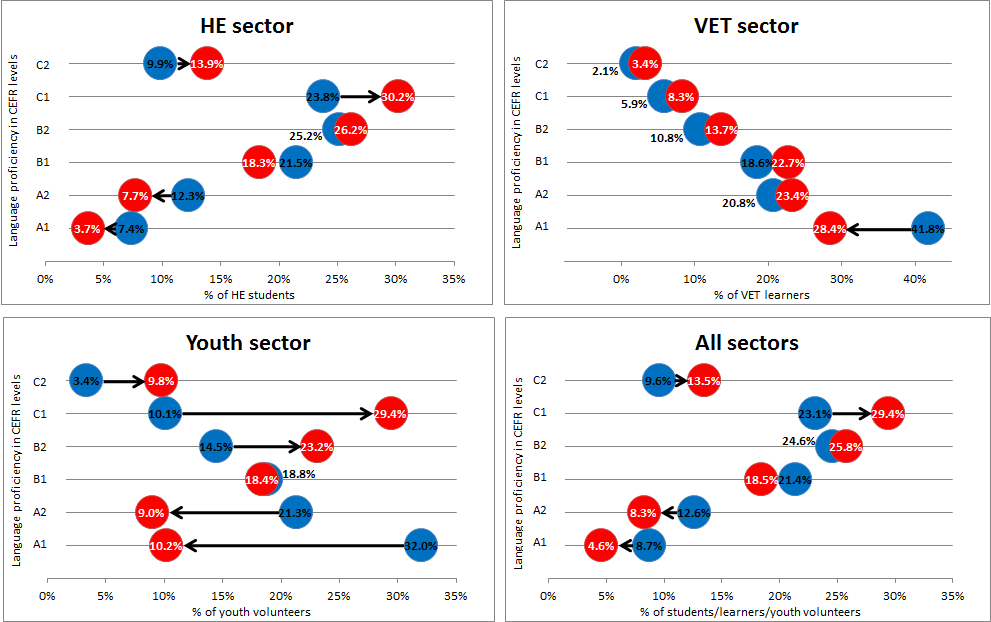 HE sector
Language proficiency in CEFR levels
C2 9.9% 13.9%
C1 23.8% 30.2%
B2 25.2% 26.2%
B1 18.3% 21.5%
A2 7.7% 12.3%
A1 3.7% 7.4%
0% 5% 10% 15% 20% 25% 30% 35%
% of HE students
VET sector
Language proficiency in CEFR levels
C2 2.1% 3.4%
C1 5.9% 8.3%
B2 10.8% 13.7%
B1 18.6% 22.7%
A2 20.8% 23.4%
A1 28.4% 41.8%
0% 10% 20% 30% 40%
% of VET learners
Youth sector
Language proficiency in CEFR levels
C2 3.4% 9.8%
C1 10.1% 29.4%
B2 14.5% 23.2%
B1 18.4% 18.8%
A2 9.0% 21.3%
A1 10.2% 32.0%
0% 5% 10% 15% 20% 25% 30% 35%
% of youth volunteers
All sectors
Language proficiency in CEFR levels
C2 9.6% 13.5%
C1 23.1% 29.4%
B2 24.6% 25.8%
B1 18.5% 21.4%
A2 8.3% 12.6%
A1 4.6% 8.7%
0% 5% 10% 15% 20% 25% 30% 35%
% of students/learners/youth volunteers